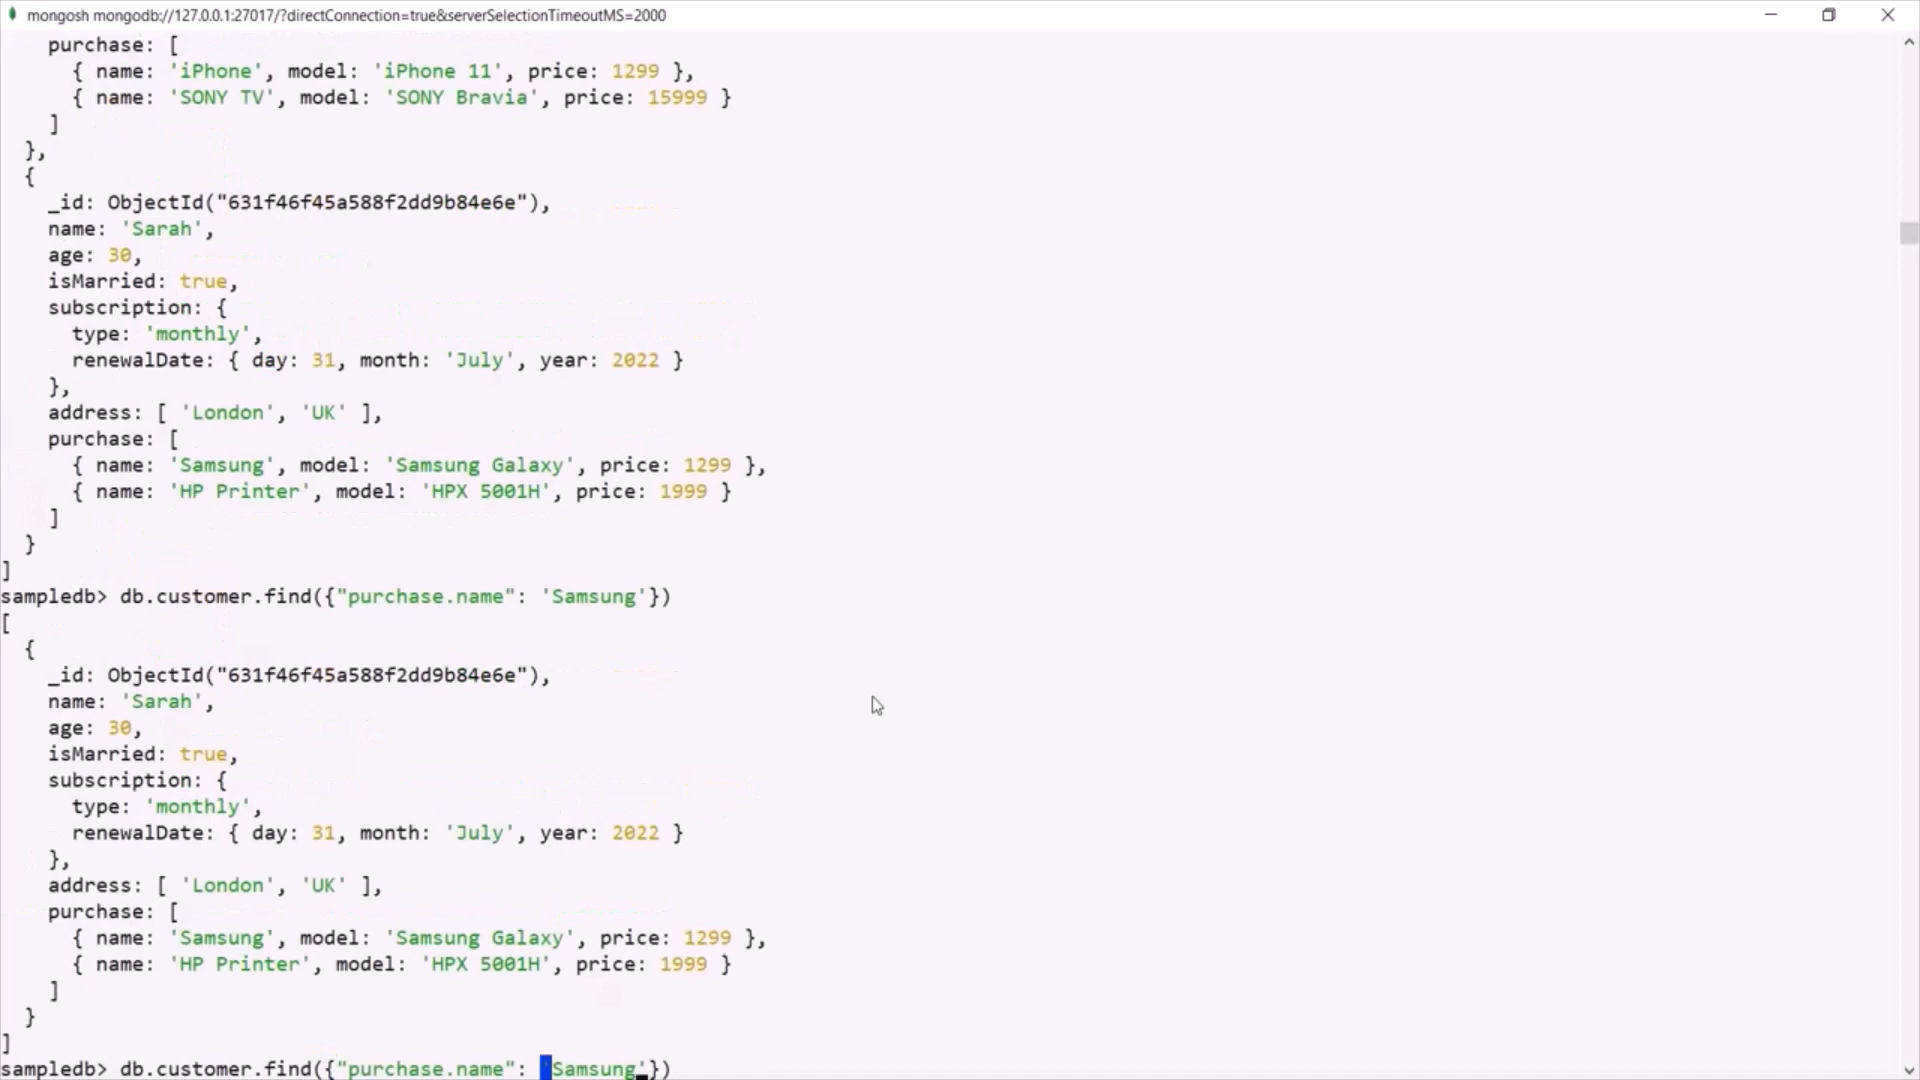 mongosh mongodb://127.0.0.1:27017/?directConnection=true&serverSelectionTimeoutMS=2000
purchase: [
{ name: 'iPhone', model: 'iPhone 11', price: 1299 },
{ name: 'SONY TV', model: 'SONY Bravia', price: 15999 }
]
},
{
_id: ObjectId("631f46f45a588f2dd9b84e6e"),
name: 'Sarah',
age: 30,
isMarried: true,
subscription: {
type: 'monthly',
renewalDate: { day: 31, month: 'July', year: 2022 }
},
address: [ 'London', 'UK' ],
purchase: [
{ name: 'Samsung', model: 'Samsung Galaxy', price: 1299 },
{ name: 'HP Printer', model: 'HPX 5001H', price: 1999 }
]
}
]
sampledb> db.customer.find({"purchase.name": 'Samsung'})
[
{
_id: ObjectId("631f46f45a588f2dd9b84e6e"),
name: 'Sarah',
age: 30,
isMarried: true,
subscription: {
type: 'monthly',
renewalDate: { day: 31, month: 'July', year: 2022 }
},
address: [ 'London', 'UK' ],
purchase: [
{ name: 'Samsung', model: 'Samsung Galaxy', price: 1299 },
{ name: 'HP Printer', model: 'HPX 5001H', price: 1999 }
]
}
]
sampledb> db.customer.find({"purchase.name": 'Samsung'})